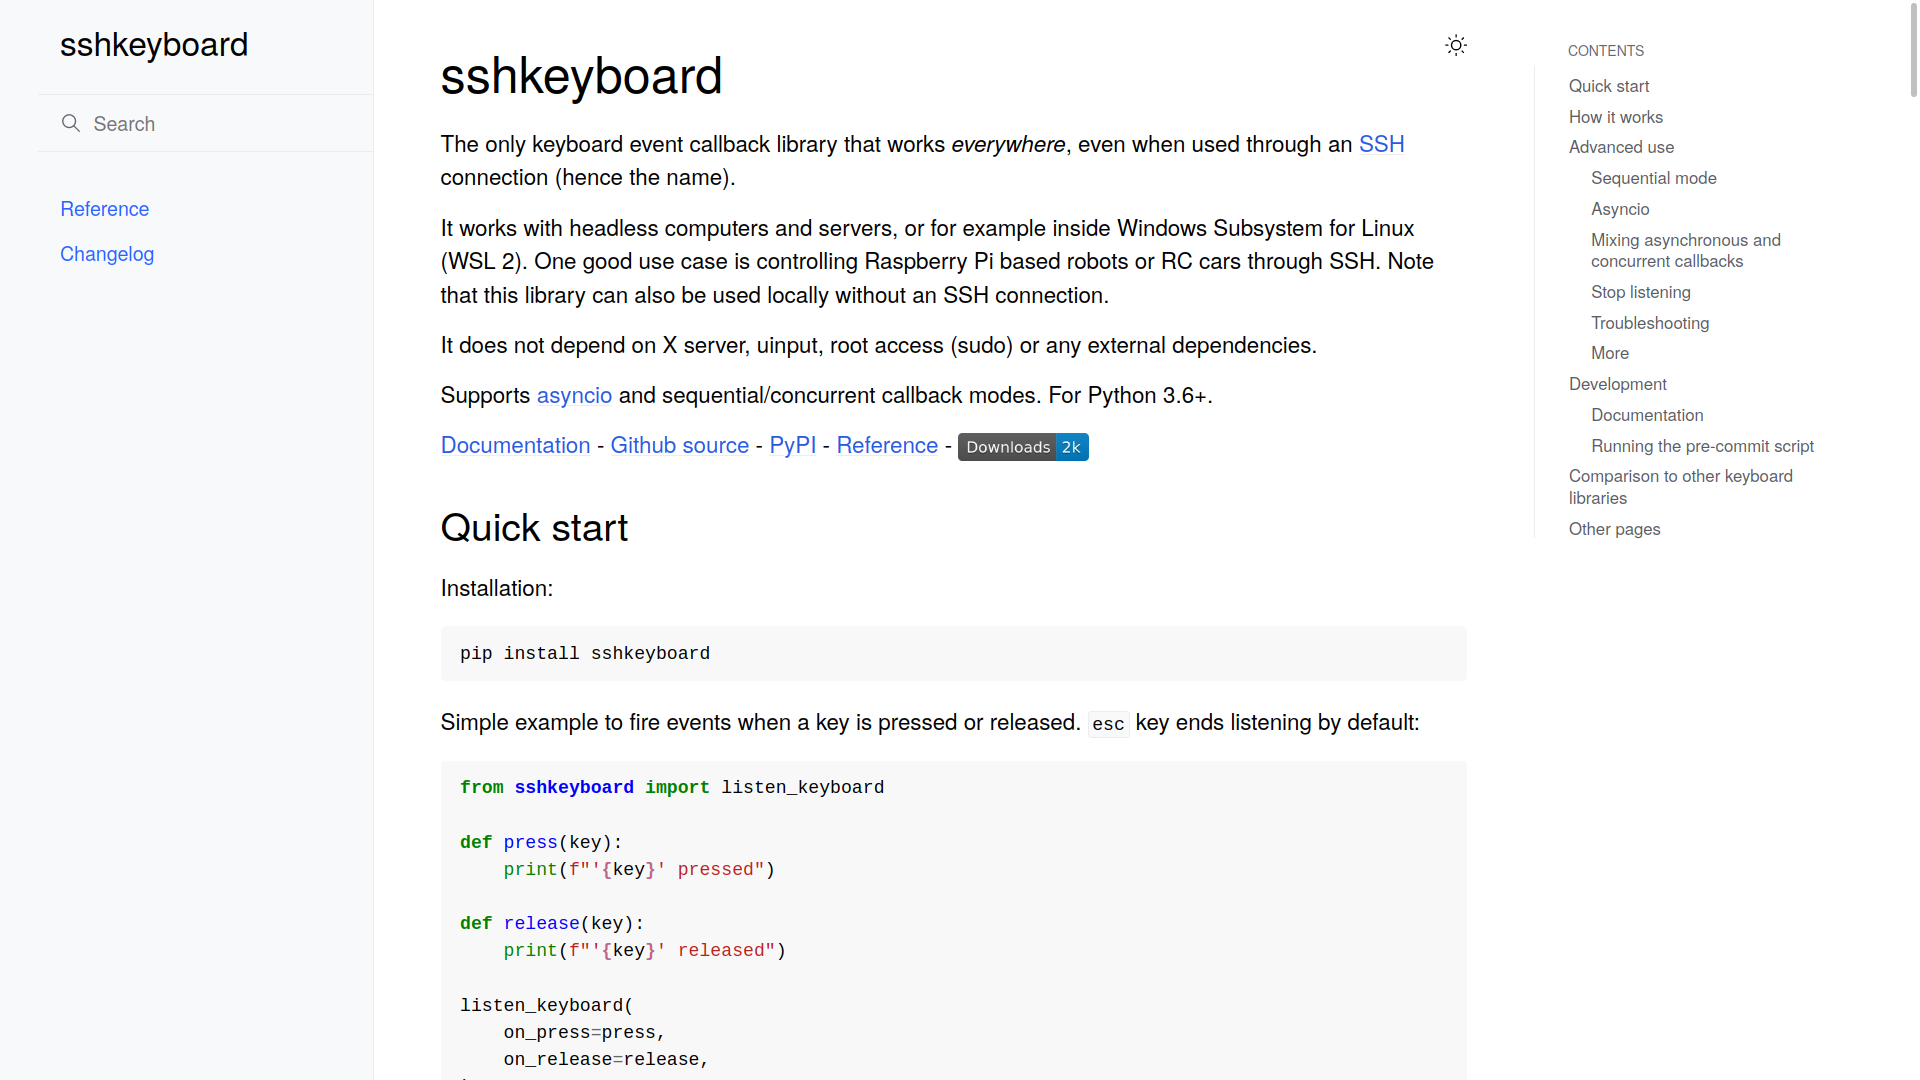 sshkeyboard
Search
Reference
Changelog
sshkeyboard
The only keyboard event callback library that works everywhere, even when used through an SSH
connection (hence the name).
It works with headless computers and servers, or for example inside Windows Subsystem for Linux
(WSL 2). One good use case is controlling Raspberry Pi based robots or RC cars through SSH. Note
that this library can also be used locally without an SSH connection.
It does not depend on X server, uinput, root access (sudo) or any external dependencies.
Supports asyncio and sequential/concurrent callback modes. For Python 3.6+.
Documentation - Github source - PyPI - Reference - Downloads 2k
Quick start
Installation:
pip install sshkeyboard
Simple example to fire events when a key is pressed or released. esc key ends listening by default:
from sshkeyboard import listen_keyboard
def press(key):
    print(f"'{key}' pressed")
def release(key):
    print(f"'{key}' released")
listen_keyboard(
    on_press=press,
    on_release=release,
CONTENTS
Quick start
How it works
Advanced use
Sequential mode
Asyncio
Mixing asynchronous and
concurrent callbacks
Stop listening
Troubleshooting
More
Development
Documentation
Running the pre-commit script
Comparison to other keyboard
libraries
Other pages